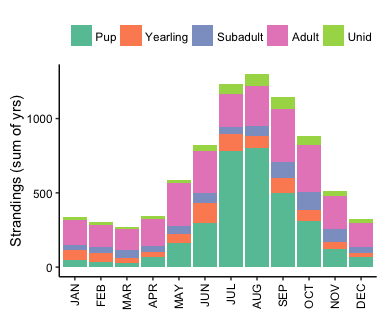 Pup Yearling Subadult Adult Unid
Strandings (sum of yrs)
1000
500
0
JAN FEB MAR APR MAY JUN JUL AUG SEP OCT NOV DEC